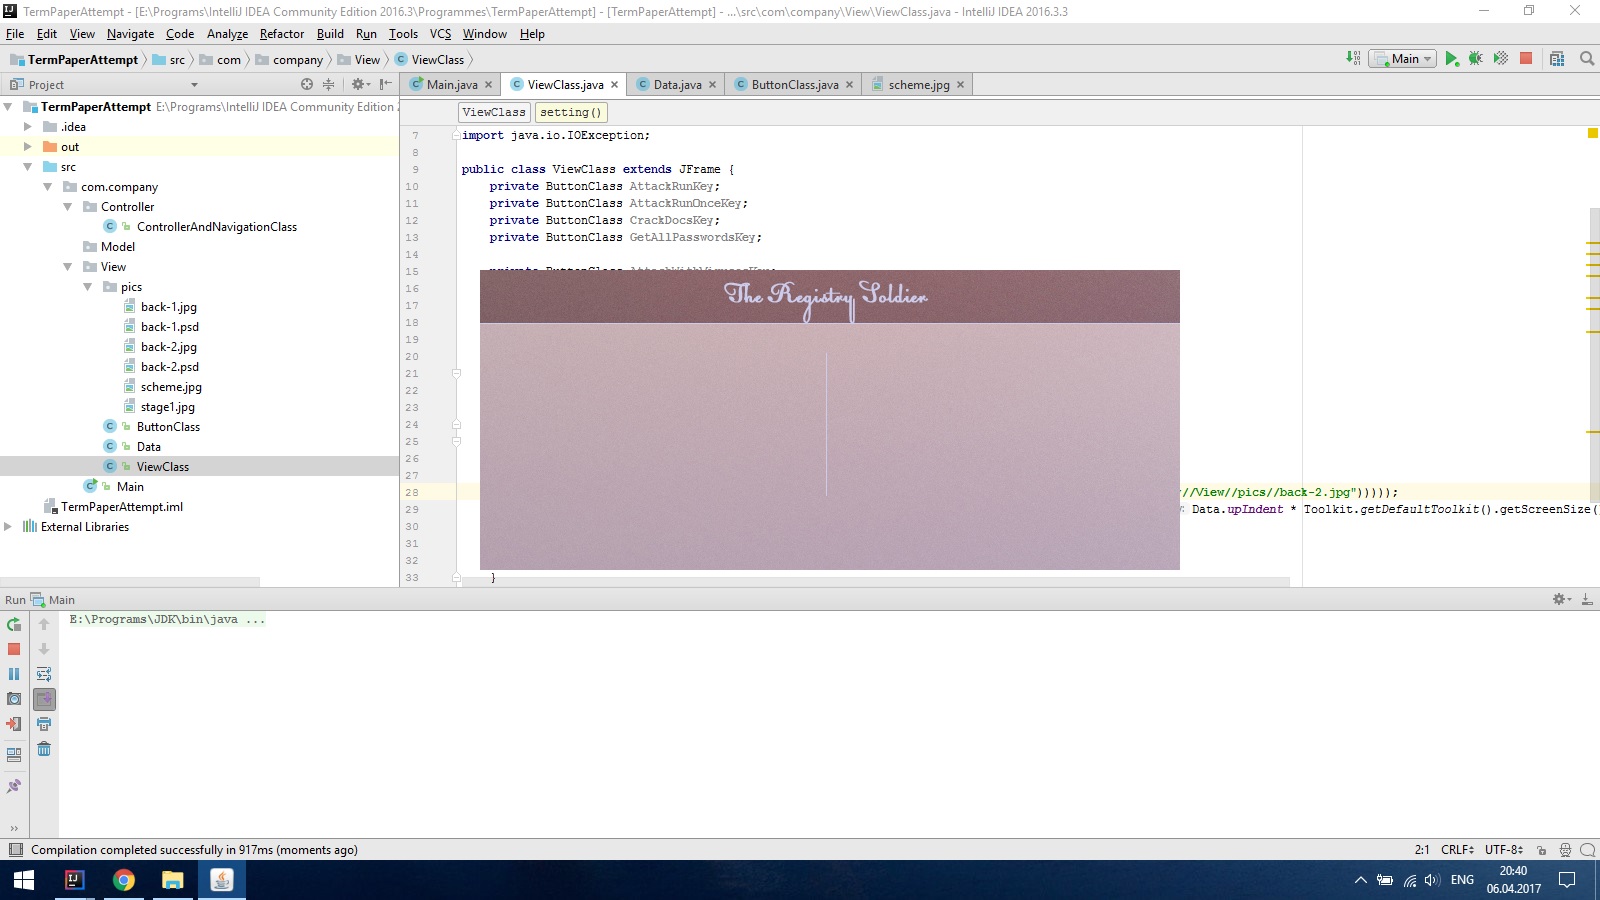 TermPaperAttempt - [E:\Programs\IntelliJ IDEA Community Edition 2016.3\Programmes\TermPaperAttempt] - [TermPaperAttempt] - ...\src\com\company\View\ViewClass.java - IntelliJ IDEA 2016.3.3
File Edit View Navigate Code Analyze Refactor Build Run Tools VCS Window Help
TermPaperAttempt src com company View ViewClass Main
Project Main.java ViewClass.java Data.java ButtonClass.java scheme.jpg
TermPaperAttempt E:\Programs\IntelliJ IDEA Community Edition 2
.idea
out
src
com.company
Controller
ControllerAndNavigationClass
Model
View
pics
back-1.jpg
back-1.psd
back-2.jpg
back-2.psd
scheme.jpg
stage1.jpg
ButtonClass
Data
ViewClass
Main
TermPaperAttempt.iml
External Libraries
ViewClass setting()
7 import java.io.IOException;
8
9 public class ViewClass extends JFrame {
10 private ButtonClass AttackRunKey;
11 private ButtonClass AttackRunOnceKey;
12 private ButtonClass CrackDocsKey;
13 private ButtonClass GetAllPasswordsKey;
14
15 private ButtonClass
16
17
18
19
20
21
22
23
24
25
26
27
28 //View//pics//back-2.jpg")))));
29 Data.upIndent * Toolkit.getDefaultToolkit().getScreenSize()
30
31
32
33 }
The Registry Soldier
Run Main
E:\Programs\JDK\bin\java ...
Compilation completed successfully in 917ms (moments ago)
2:1 CRLF UTF-8
ENG
20:40
06.04.2017